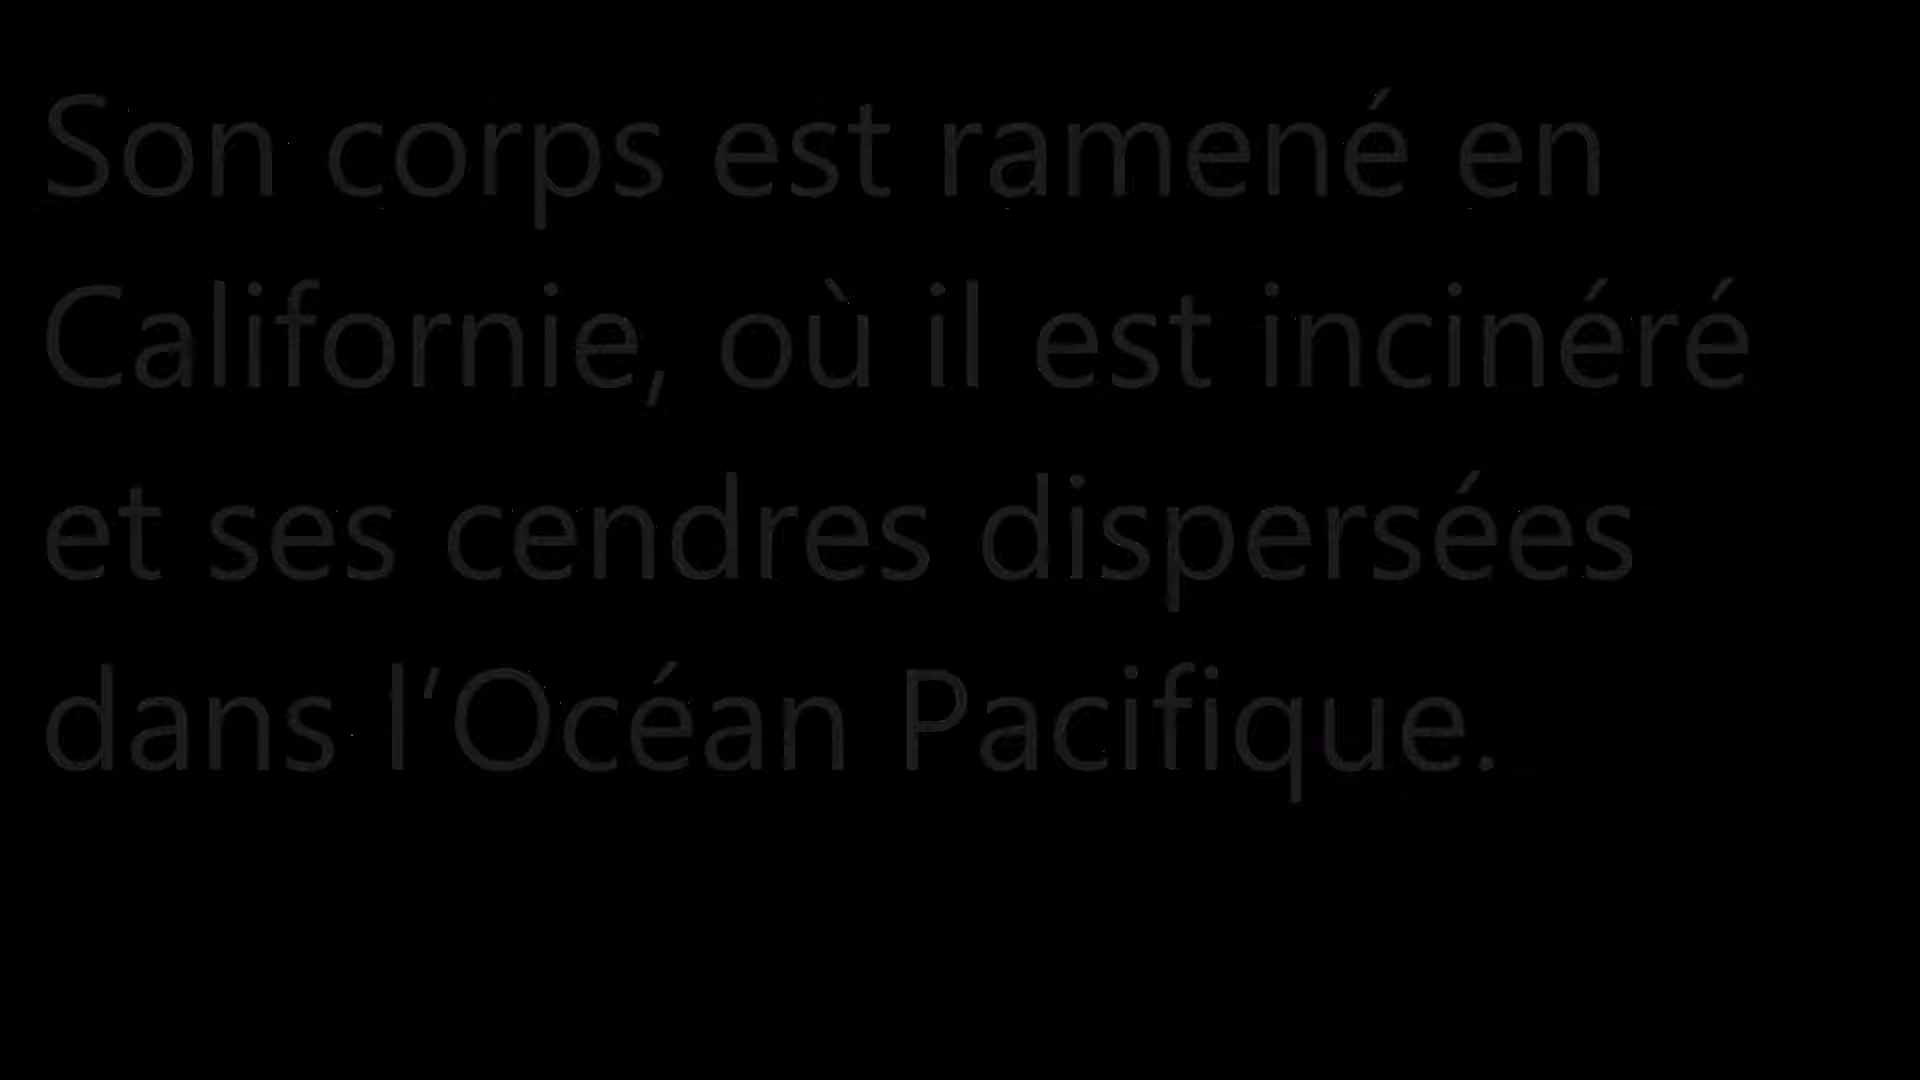 Son corps est ramené en
Californie, où il est incinéré
et ses cendres dispersées
dans l'Océan Pacifique.